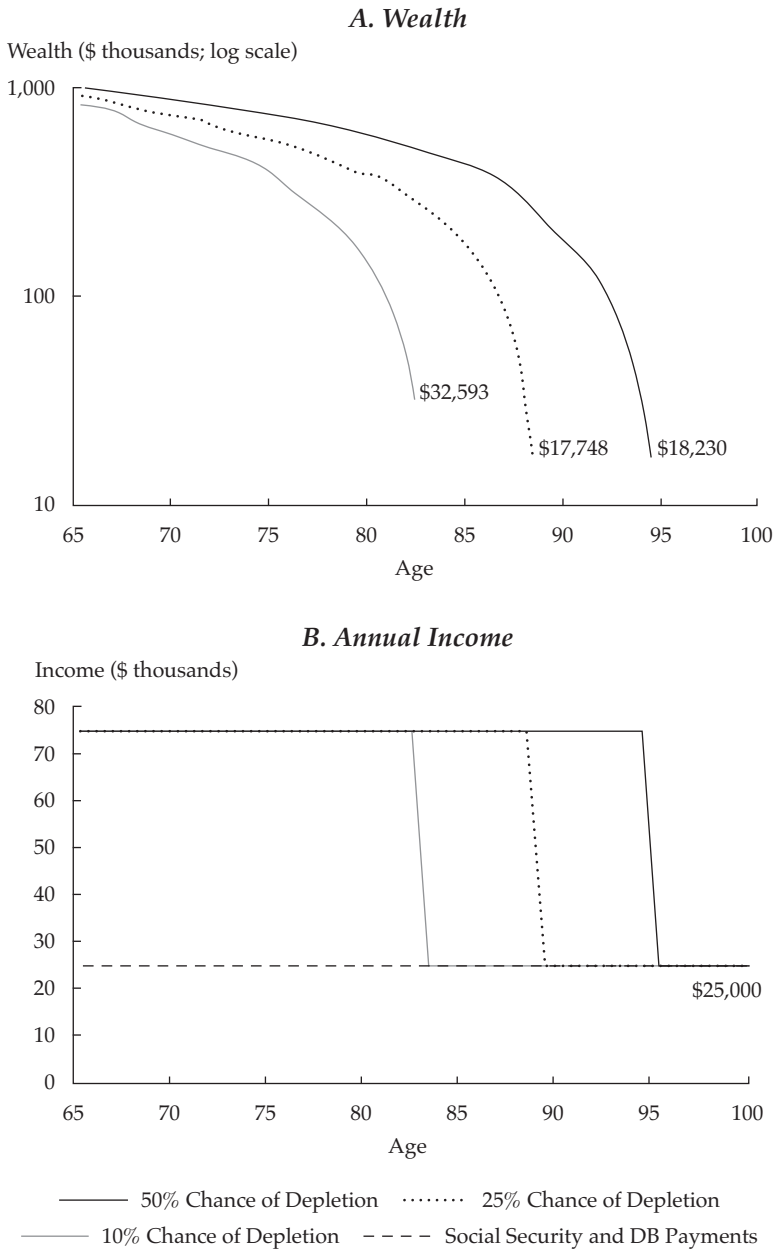 A. Wealth
Wealth ($ thousands; log scale)
1,000
100
10
$32,593
$17,748
$18,230
65 70 75 80 85 90 95 100
Age
B. Annual Income
Income ($ thousands)
80
70
60
50
40
30
20
10
0
$25,000
65 70 75 80 85 90 95 100
Age
50% Chance of Depletion 25% Chance of Depletion
10% Chance of Depletion Social Security and DB Payments